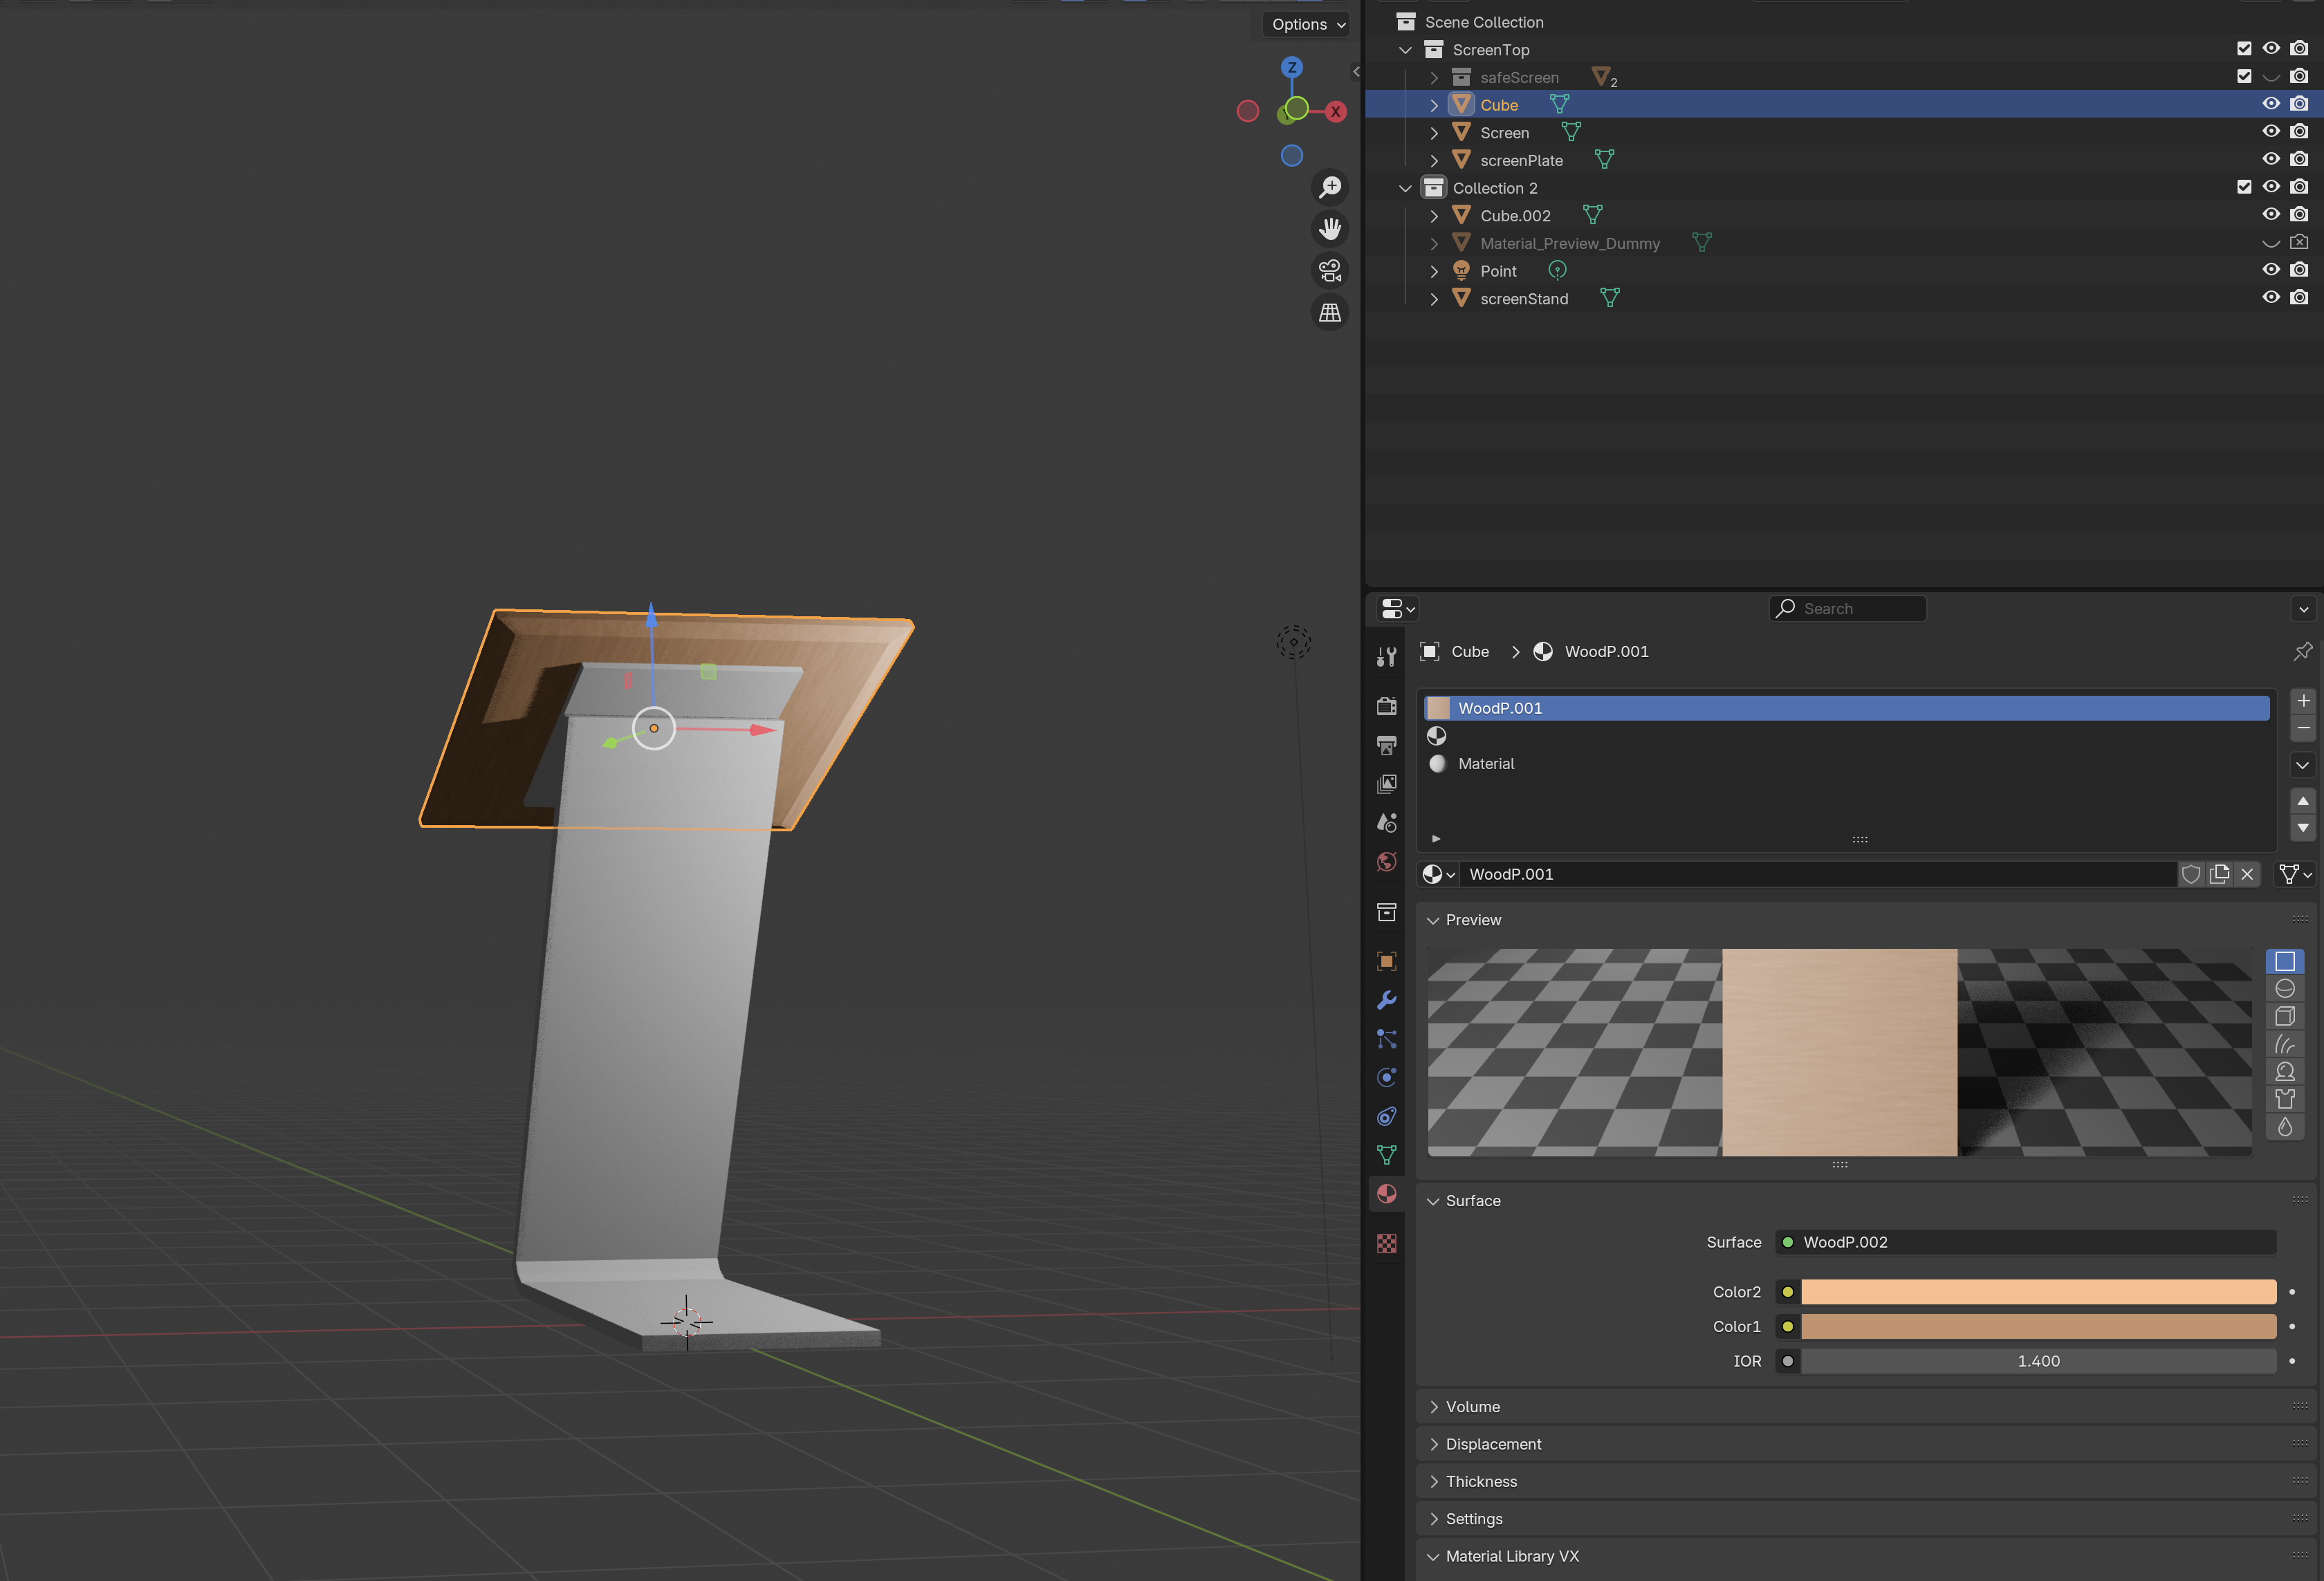 Options
Z
X
Scene Collection
ScreenTop
safeScreen 2
Cube
Screen
screenPlate
Collection 2
Cube.002
Material_Preview_Dummy
Point
screenStand
Search
Cube > WoodP.001
WoodP.001
Material
WoodP.001
Preview
Surface
Surface WoodP.002
Color2
Color1
IOR 1.400
Volume
Displacement
Thickness
Settings
Material Library VX